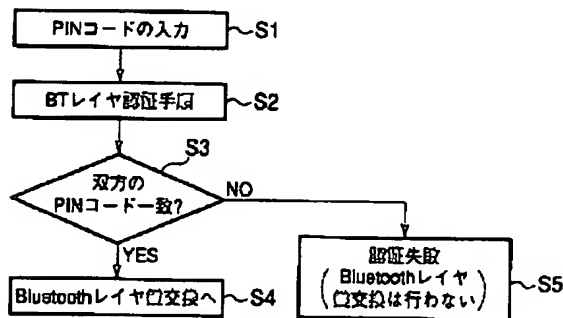 PINコードの入力
S1
BTレイヤ認証手段
S2
S3
双方の
PINコード一致?
NO
YES
Bluetoothレイヤ鍵交換へ
S4
認証失敗
(Bluetoothレイヤ
鍵交換は行わない)
S5